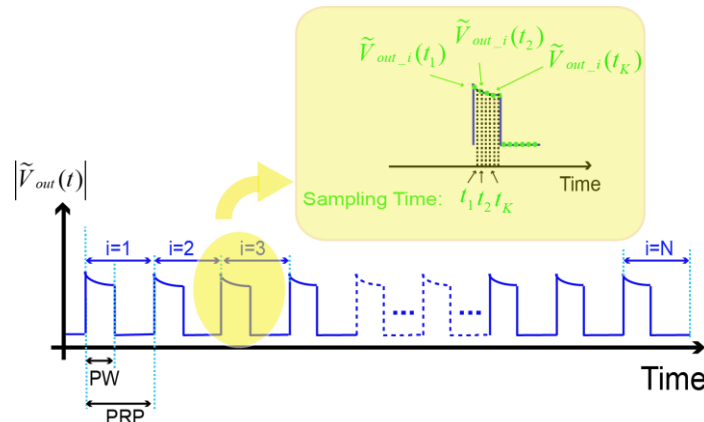 Ṽout_i(t1)
Ṽout_i(t2)
Ṽout_i(tK)
Time
Sampling Time: t1 t2 tK
|Ṽout(t)|
i=1
i=2
i=3
i=N
... ...
PW
PRP
Time